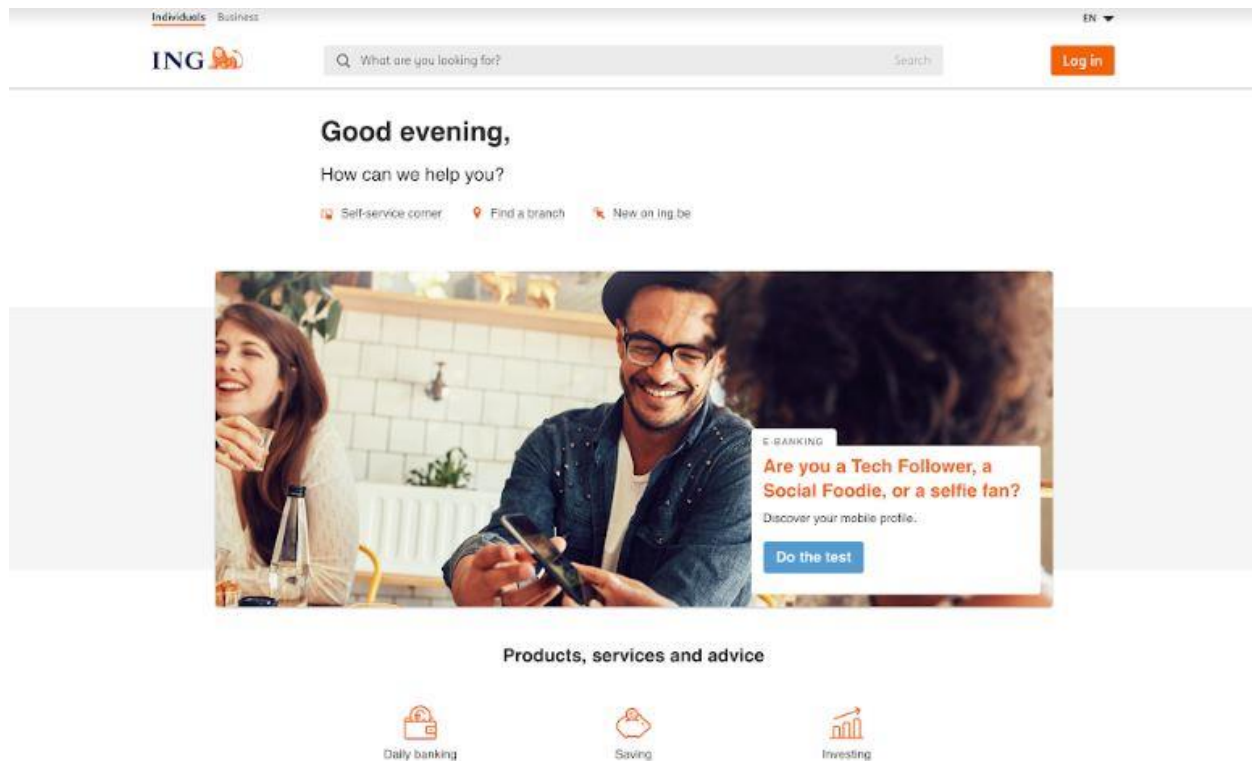 Individuals Business
EN
ING
What are you looking for?
Search
Log in
Good evening,
How can we help you?
Self-service corner
Find a branch
New on ing.be
E-BANKING
Are you a Tech Follower, a
Social Foodie, or a selfie fan?
Discover your mobile profile.
Do the test
Products, services and advice
Daily banking
Saving
Investing